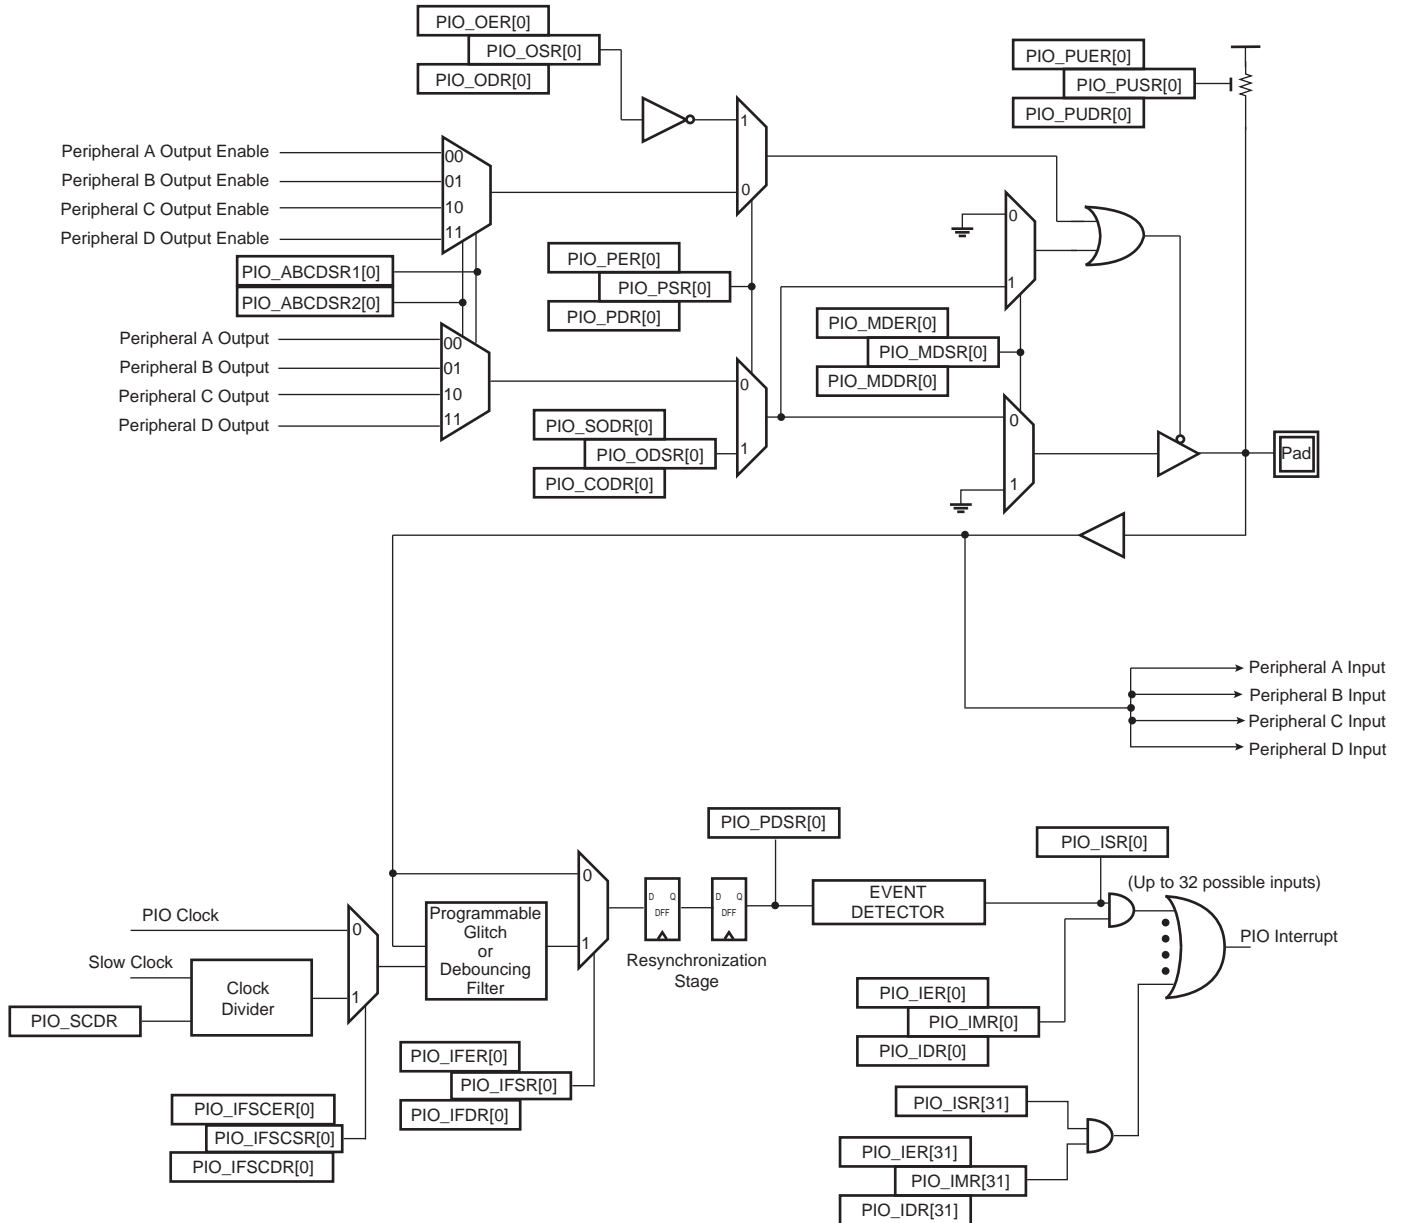 PIO_OER[0]
PIO_OSR[0]
PIO_ODR[0]
PIO_PUER[0]
PIO_PUSR[0]
PIO_PUDR[0]
1
0
Peripheral A Output Enable
Peripheral B Output Enable
Peripheral C Output Enable
Peripheral D Output Enable
00
01
10
11
PIO_ABCDSR1[0]
PIO_ABCDSR2[0]
PIO_PER[0]
PIO_PSR[0]
PIO_PDR[0]
0
1
PIO_MDER[0]
PIO_MDSR[0]
PIO_MDDR[0]
Peripheral A Output
Peripheral B Output
Peripheral C Output
Peripheral D Output
00
01
10
11
0
1
PIO_SODR[0]
PIO_ODSR[0]
PIO_CODR[0]
0
1
Pad
Peripheral A Input
Peripheral B Input
Peripheral C Input
Peripheral D Input
PIO_PDSR[0]
PIO_ISR[0]
(Up to 32 possible inputs)
0
1
D Q
DFF
D Q
DFF
Resynchronization
Stage
EVENT
DETECTOR
PIO Interrupt
PIO Clock
Slow Clock
0
1
Programmable
Glitch
or
Debouncing
Filter
Clock
Divider
PIO_SCDR
PIO_IER[0]
PIO_IMR[0]
PIO_IDR[0]
PIO_IFER[0]
PIO_IFSR[0]
PIO_IFDR[0]
PIO_IFSCER[0]
PIO_IFSCSR[0]
PIO_IFSCDR[0]
PIO_ISR[31]
PIO_IER[31]
PIO_IMR[31]
PIO_IDR[31]